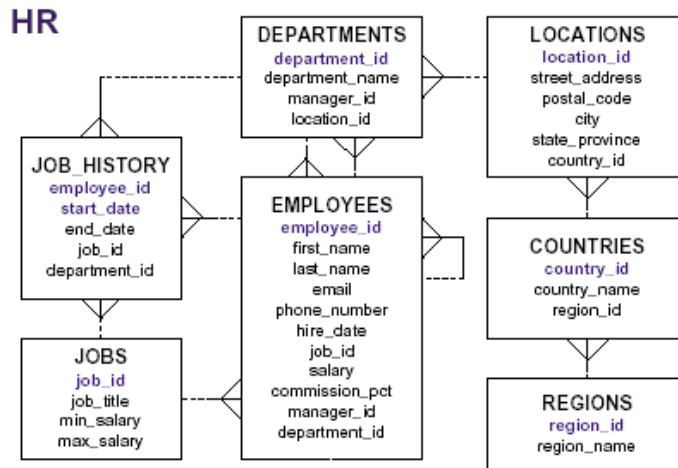 HR
DEPARTMENTS
department_id
department_name
manager_id
location_id
LOCATIONS
location_id
street_address
postal_code
city
state_province
country_id
JOB_HISTORY
employee_id
start_date
end_date
job_id
department_id
EMPLOYEES
employee_id
first_name
last_name
email
phone_number
hire_date
job_id
salary
commission_pct
manager_id
department_id
COUNTRIES
country_id
country_name
region_id
JOBS
job_id
job_title
min_salary
max_salary
REGIONS
region_id
region_name